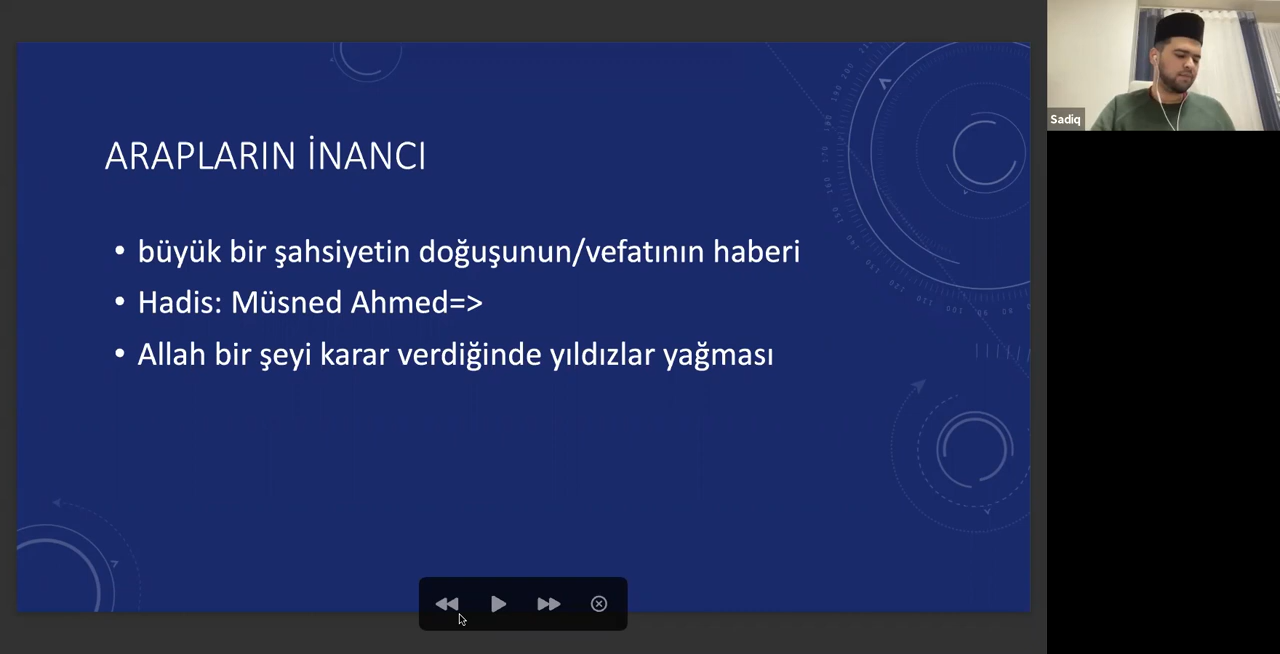 ARAPLARIN İNANCI
• büyük bir şahsiyetin doğuşunun/vefatının haberi
• Hadis: Müsned Ahmed=>
• Allah bir şeyi karar verdiğinde yıldızlar yağması
Sadiq